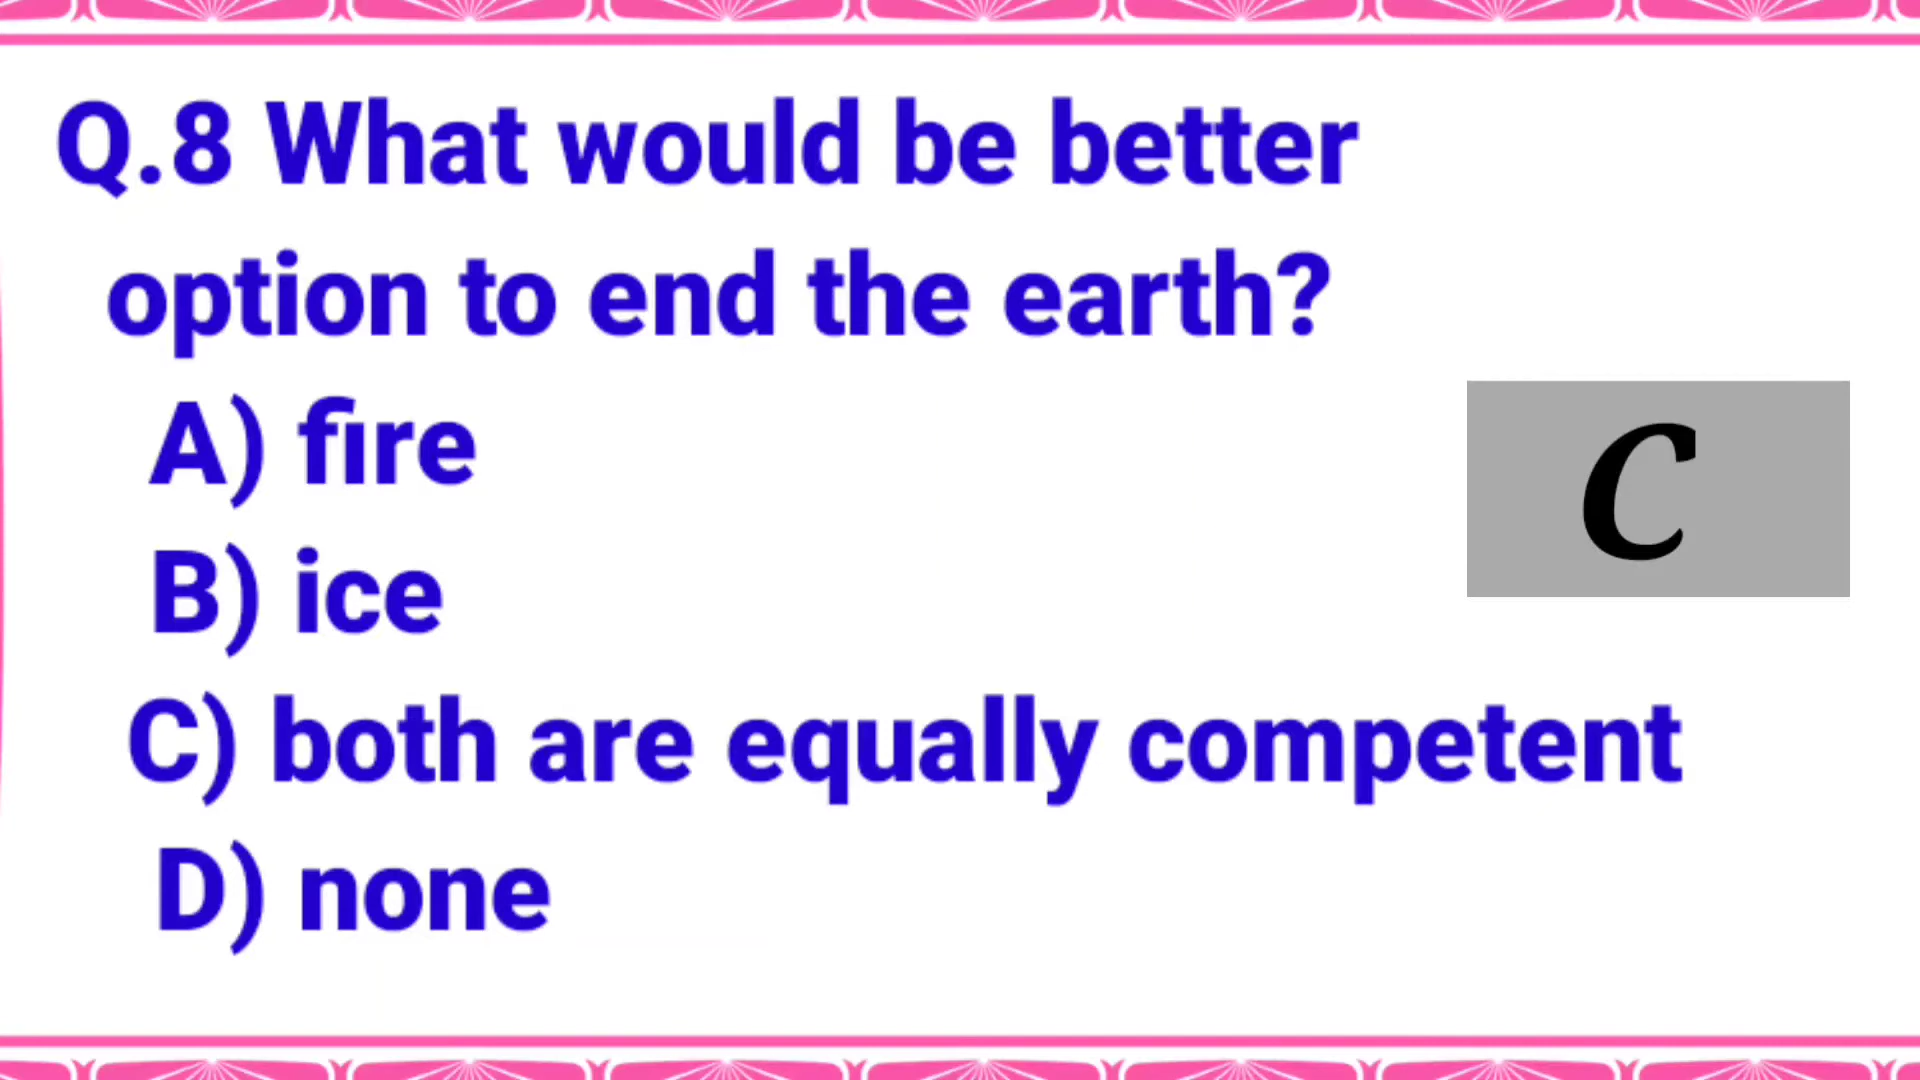 Q.8 What would be better
option to end the earth?
A) fire
B) ice
C
C) both are equally competent
D) none